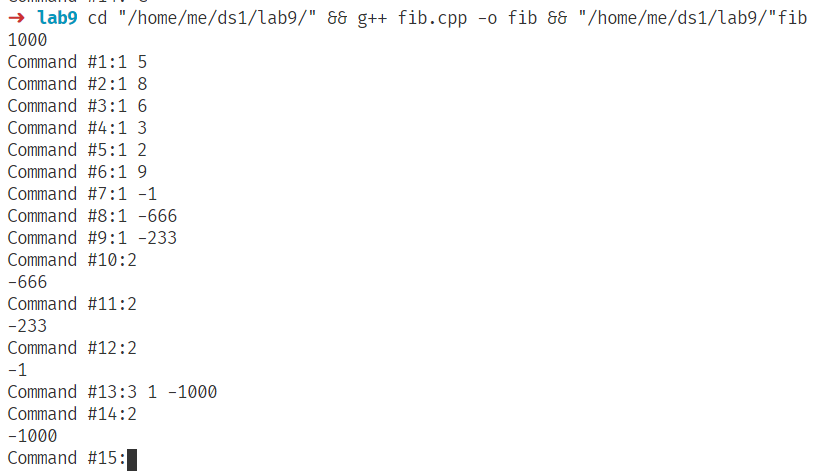 ➜ lab9 cd "/home/me/ds1/lab9/" && g++ fib.cpp -o fib && "/home/me/ds1/lab9/"fib
1000
Command #1:1 5
Command #2:1 8
Command #3:1 6
Command #4:1 3
Command #5:1 2
Command #6:1 9
Command #7:1 -1
Command #8:1 -666
Command #9:1 -233
Command #10:2
-666
Command #11:2
-233
Command #12:2
-1
Command #13:3 1 -1000
Command #14:2
-1000
Command #15: